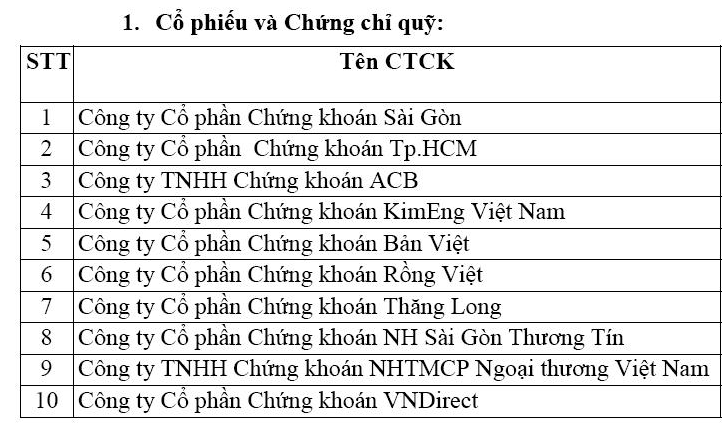 1. Cổ phiếu và Chứng chỉ quỹ:
STT Tên CTCK
1 Công ty Cổ phần Chứng khoán Sài Gòn
2 Công ty Cổ phần Chứng khoán Tp.HCM
3 Công ty TNHH Chứng khoán ACB
4 Công ty Cổ phần Chứng khoán KimEng Việt Nam
5 Công ty Cổ phần Chứng khoán Bản Việt
6 Công ty Cổ phần Chứng khoán Rồng Việt
7 Công ty Cổ phần Chứng khoán Thăng Long
8 Công ty Cổ phần Chứng khoán NH Sài Gòn Thương Tín
9 Công ty TNHH Chứng khoán NHTMCP Ngoại thương Việt Nam
10 Công ty Cổ phần Chứng khoán VNDirect